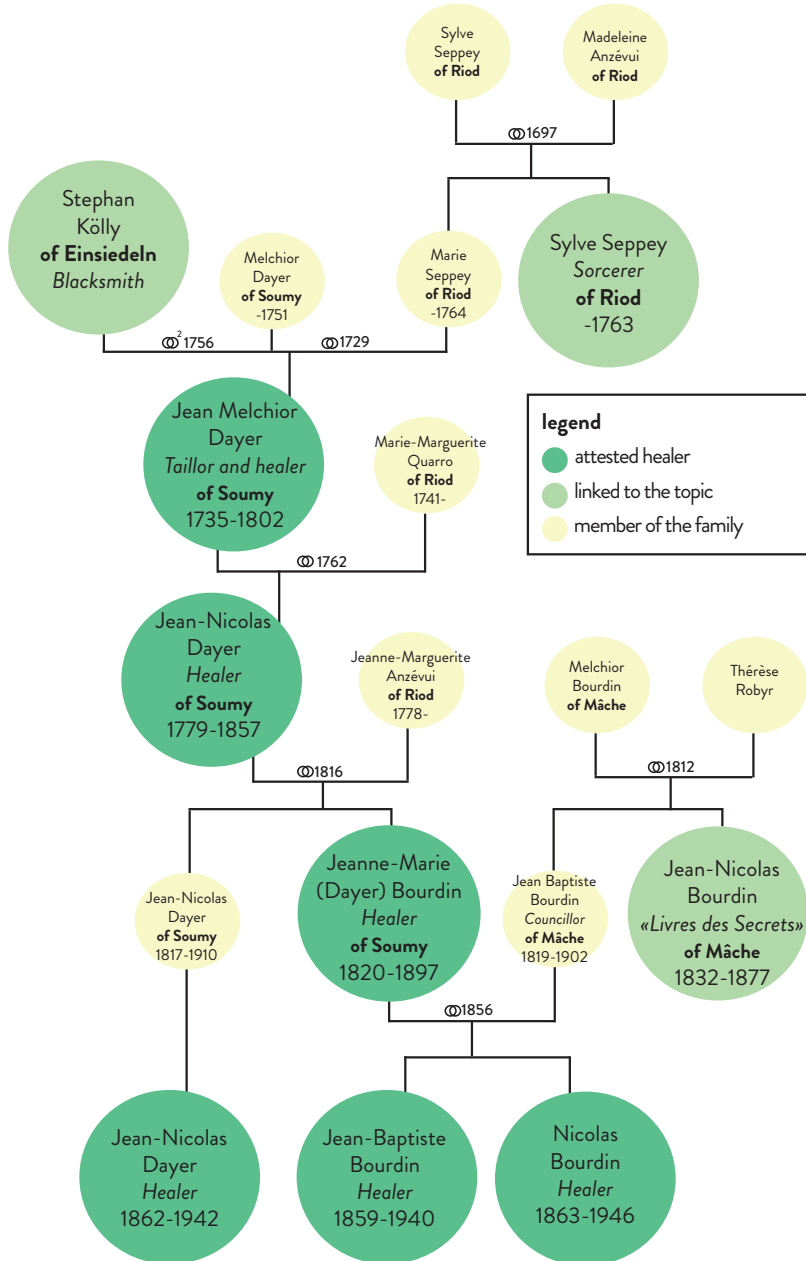 Sylve
Seppey
of Riod
Madeleine
Anzévui
of Riod
1697
Stephan
Kölly
of Einsiedeln
Blacksmith
Melchior
Dayer
of Soumy
-1751
Marie
Seppey
of Riod
-1764
Sylve Seppey
Sorcerer
of Riod
-1763
2 1756
1729
Jean Melchior
Dayer
Taillor and healer
of Soumy
1735-1802
Marie-Marguerite
Quarro
of Riod
1741-
legend
attested healer
linked to the topic
member of the family
1762
Jean-Nicolas
Dayer
Healer
of Soumy
1779-1857
Jeanne-Marguerite
Anzévui
of Riod
1778-
Melchior
Bourdin
of Mâche
Thérèse
Robyr
1816
1812
Jean-Nicolas
Dayer
of Soumy
1817-1910
Jeanne-Marie
(Dayer) Bourdin
Healer
of Soumy
1820-1897
Jean Baptiste
Bourdin
Councillor
of Mâche
1819-1902
Jean-Nicolas
Bourdin
«Livres des Secrets»
of Mâche
1832-1877
1856
Jean-Nicolas
Dayer
Healer
1862-1942
Jean-Baptiste
Bourdin
Healer
1859-1940
Nicolas
Bourdin
Healer
1863-1946